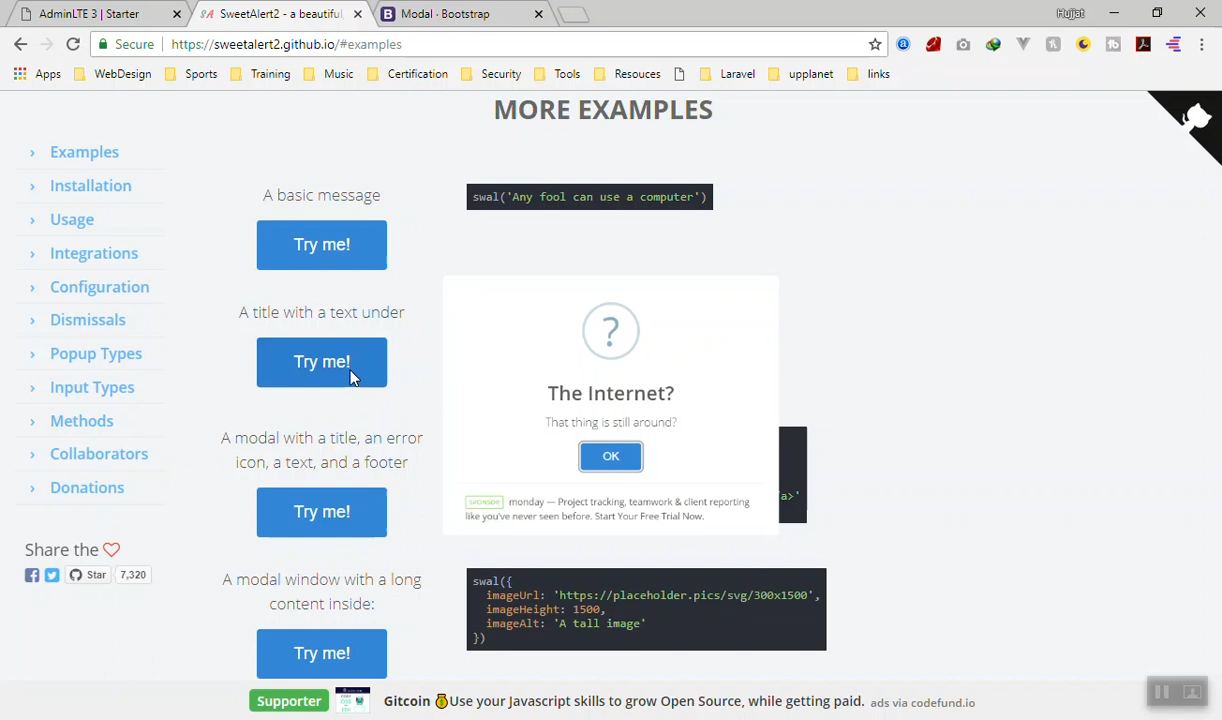 AdminLTE 3 | Starter
SweetAlert2 - a beautiful,
Modal · Bootstrap
Hujjat
Secure
https://sweetalert2.github.io/#examples
Apps
WebDesign
Sports
Training
Music
Certification
Security
Tools
Resouces
Laravel
upplanet
links
MORE EXAMPLES
Examples
Installation
Usage
Integrations
Configuration
Dismissals
Popup Types
Input Types
Methods
Collaborators
Donations
Share the
Star
7,320
A basic message
Try me!
swal('Any fool can use a computer')
A title with a text under
Try me!
?
The Internet?
That thing is still around?
OK
SPONSOR monday — Project tracking, teamwork & client reporting
like you've never seen before. Start Your Free Trial Now.
A modal with a title, an error
icon, a text, and a footer
Try me!
a>'
A modal window with a long
content inside:
Try me!
swal({
imageUrl: 'https://placeholder.pics/svg/300x1500',
imageHeight: 1500,
imageAlt: 'A tall image'
})
Supporter
Gitcoin Use your Javascript skills to grow Open Source, while getting paid. ads via codefund.io